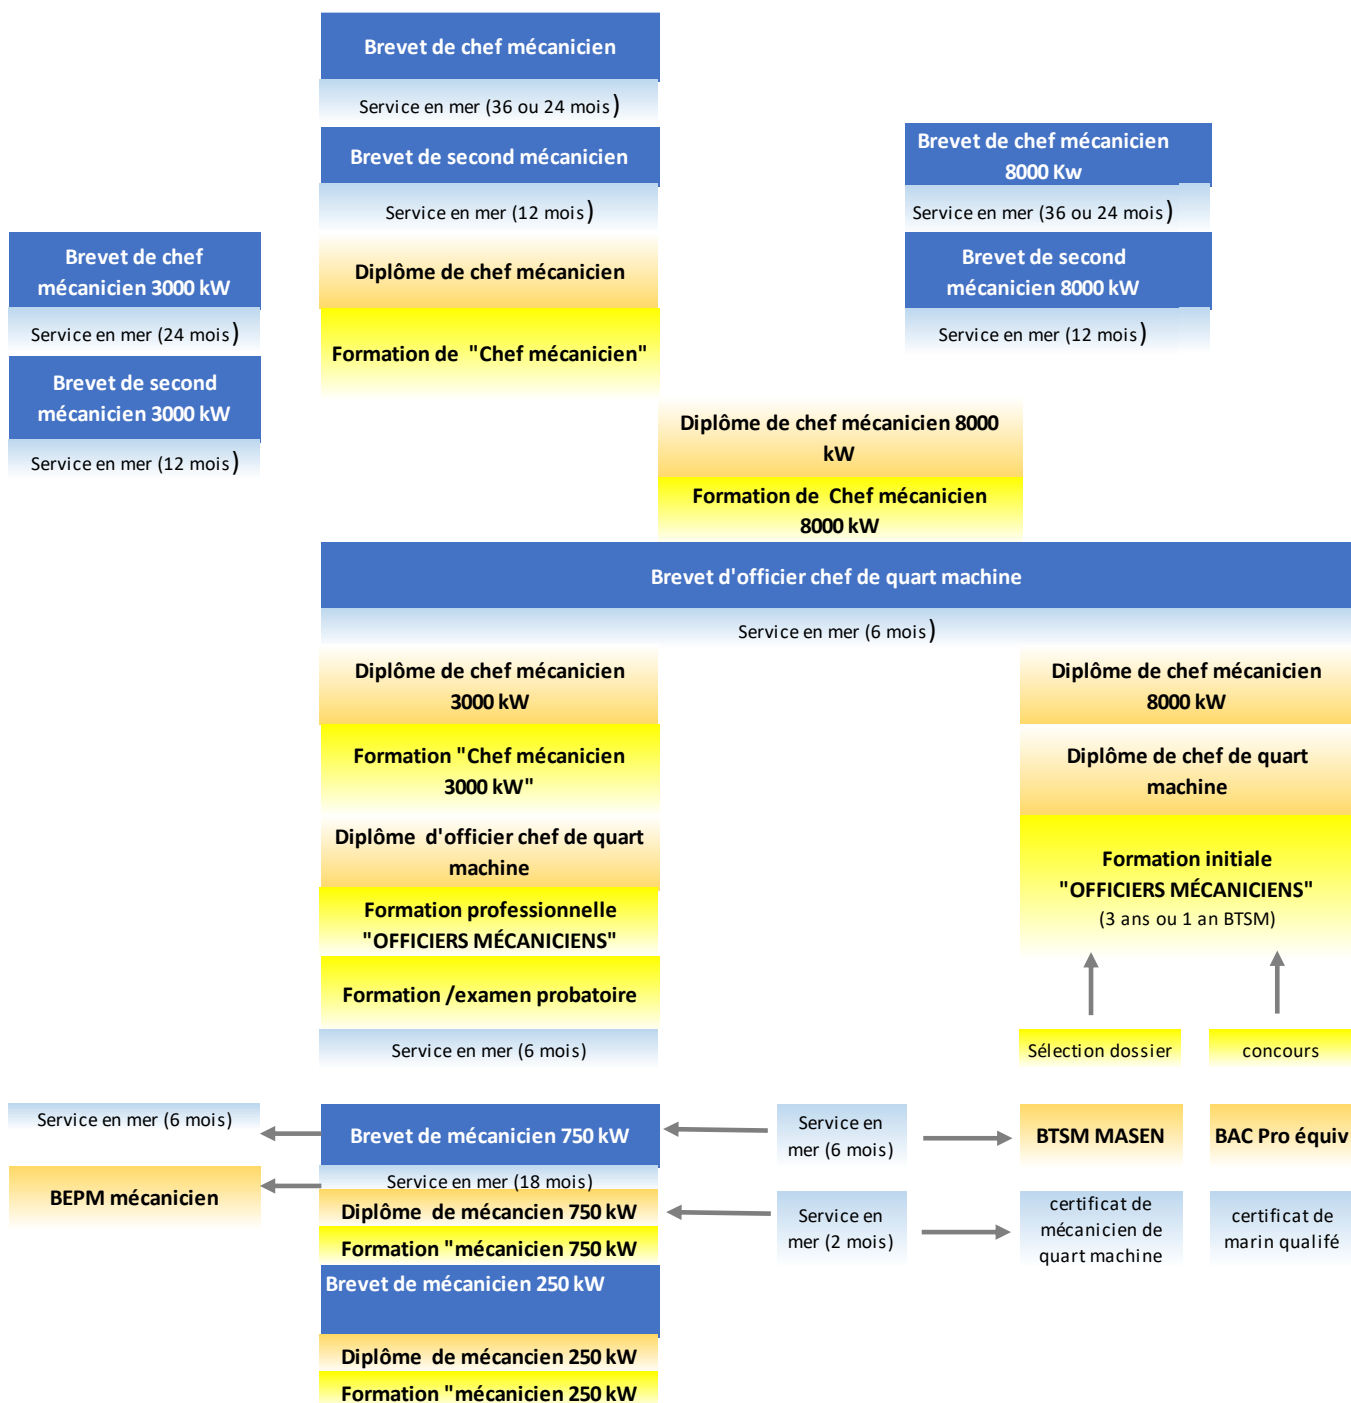 Brevet de chef mécanicien
Service en mer (36 ou 24 mois)
Brevet de second mécanicien
Service en mer (12 mois)
Diplôme de chef mécanicien
Formation de "Chef mécanicien"
Brevet de chef mécanicien
8000 Kw
Service en mer (36 ou 24 mois)
Brevet de second
mécanicien 8000 kW
Service en mer (12 mois)
Brevet de chef
mécanicien 3000 kW
Service en mer (24 mois)
Brevet de second
mécanicien 3000 kW
Service en mer (12 mois)
Diplôme de chef mécanicien 8000
kW
Formation de Chef mécanicien
8000 kW
Brevet d'officier chef de quart machine
Service en mer (6 mois)
Diplôme de chef mécanicien
3000 kW
Formation "Chef mécanicien
3000 kW"
Diplôme d'officier chef de quart
machine
Formation professionnelle
"OFFICIERS MÉCANICIENS"
Formation /examen probatoire
Service en mer (6 mois)
Diplôme de chef mécanicien
8000 kW
Diplôme de chef de quart
machine
Formation initiale
"OFFICIERS MÉCANICIENS"
(3 ans ou 1 an BTSM)
Sélection dossier
concours
Service en mer (6 mois)
BEPM mécanicien
Brevet de mécanicien 750 kW
Service en mer (18 mois)
Diplôme de mécancien 750 kW
Formation "mécanicien 750 kW
Brevet de mécanicien 250 kW
Diplôme de mécancien 250 kW
Formation "mécanicien 250 kW
Service en
mer (6 mois)
Service en
mer (2 mois)
BTSM MASEN
BAC Pro équiv
certificat de
mécanicien de
quart machine
certificat de
marin qualifé